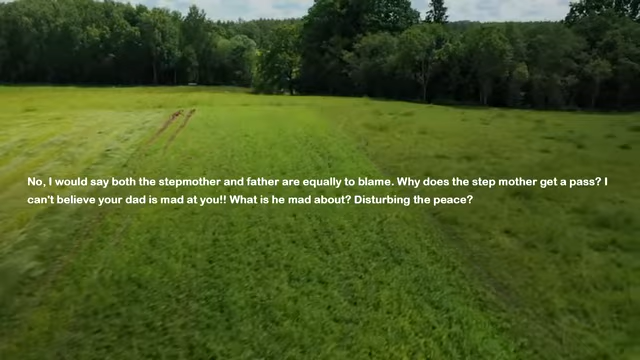 No, I would say both the stepmother and father are equally to blame. Why does the step mother get a pass? I
can't believe your dad is mad at you!! What is he mad about? Disturbing the peace?